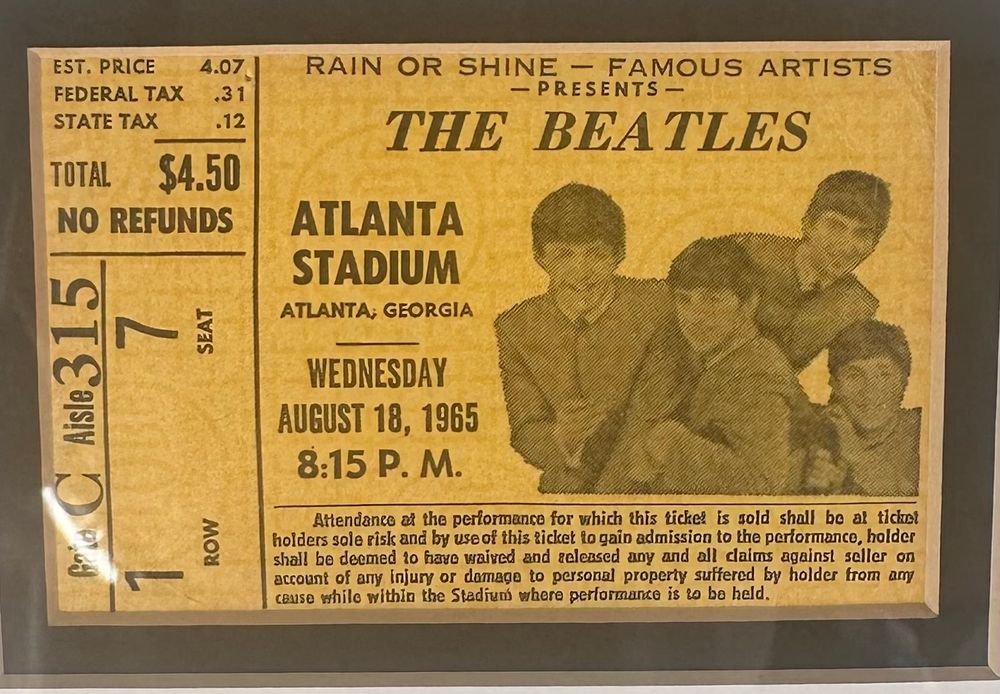 EST. PRICE 4.07
FEDERAL TAX .31
STATE TAX .12
TOTAL $4.50
NO REFUNDS
Gate C Aisle 315
ROW 1 SEAT 7
RAIN OR SHINE — FAMOUS ARTISTS
—PRESENTS—
THE BEATLES
ATLANTA
STADIUM
ATLANTA, GEORGIA
WEDNESDAY
AUGUST 18, 1965
8:15 P. M.
Attendance at the performance for which this ticket is sold shall be at ticket
holders sole risk and by use of this ticket to gain admission to the performance, holder
shall be deemed to have waived and released any and all claims against seller on
account of any injury or damage to personal property suffered by holder from any
cause while within the Stadium where performance is to be held.